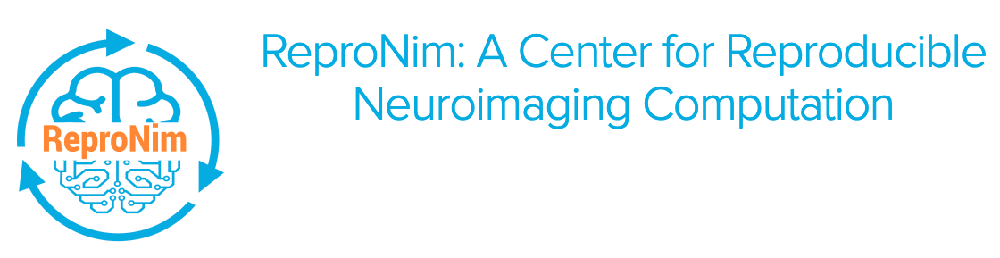 ReproNim: A Center for Reproducible
Neuroimaging Computation
ReproNim